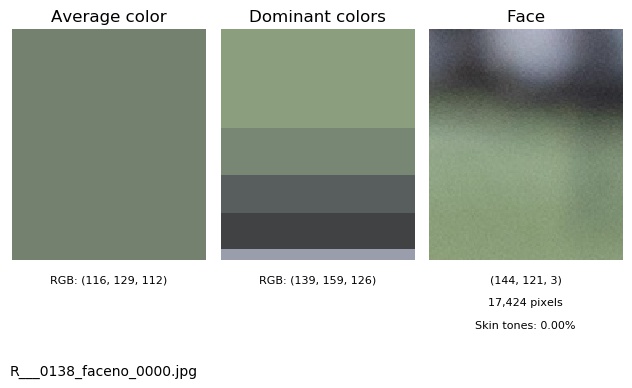 Average color
Dominant colors
Face
RGB: (116, 129, 112)
RGB: (139, 159, 126)
(144, 121, 3)
17,424 pixels
Skin tones: 0.00%
R___0138_faceno_0000.jpg